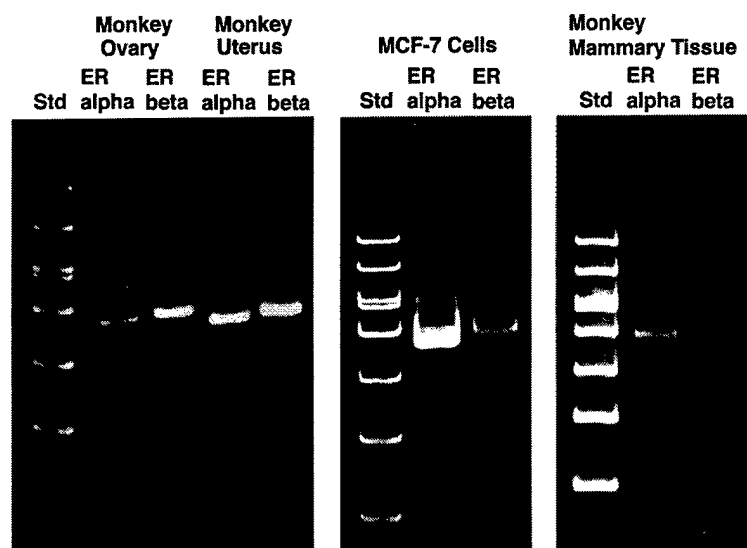 Monkey Ovary
Monkey Uterus
Std
ER alpha
ER beta
ER alpha
ER beta
MCF-7 Cells
Std
ER alpha
ER beta
Monkey Mammary Tissue
Std
ER alpha
ER beta